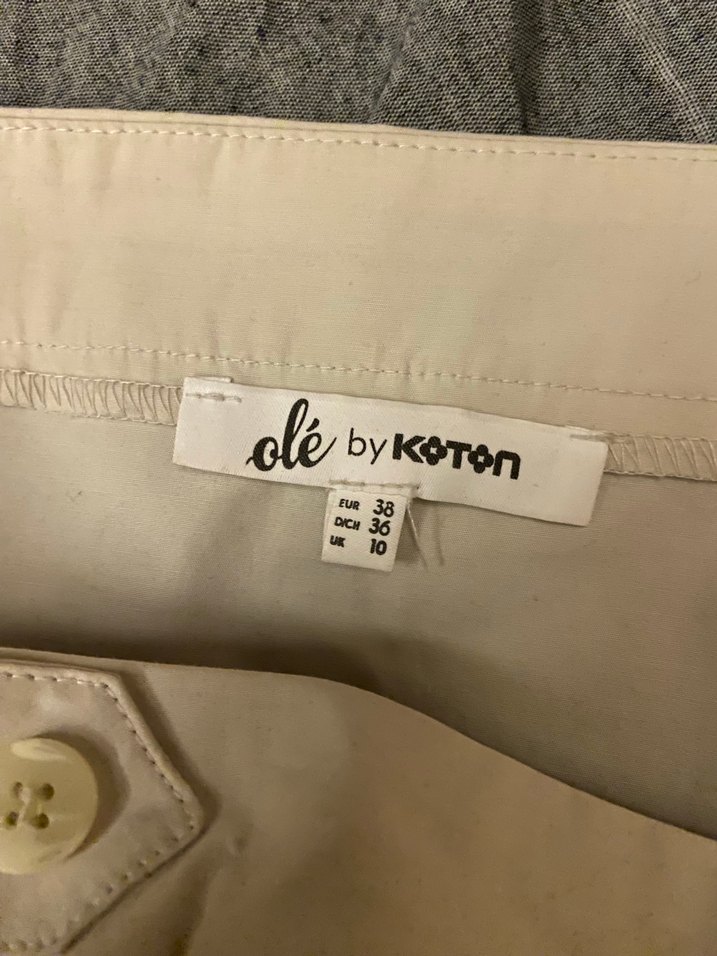 olé by KOTON
EUR 38
D/CH 36
UK 10